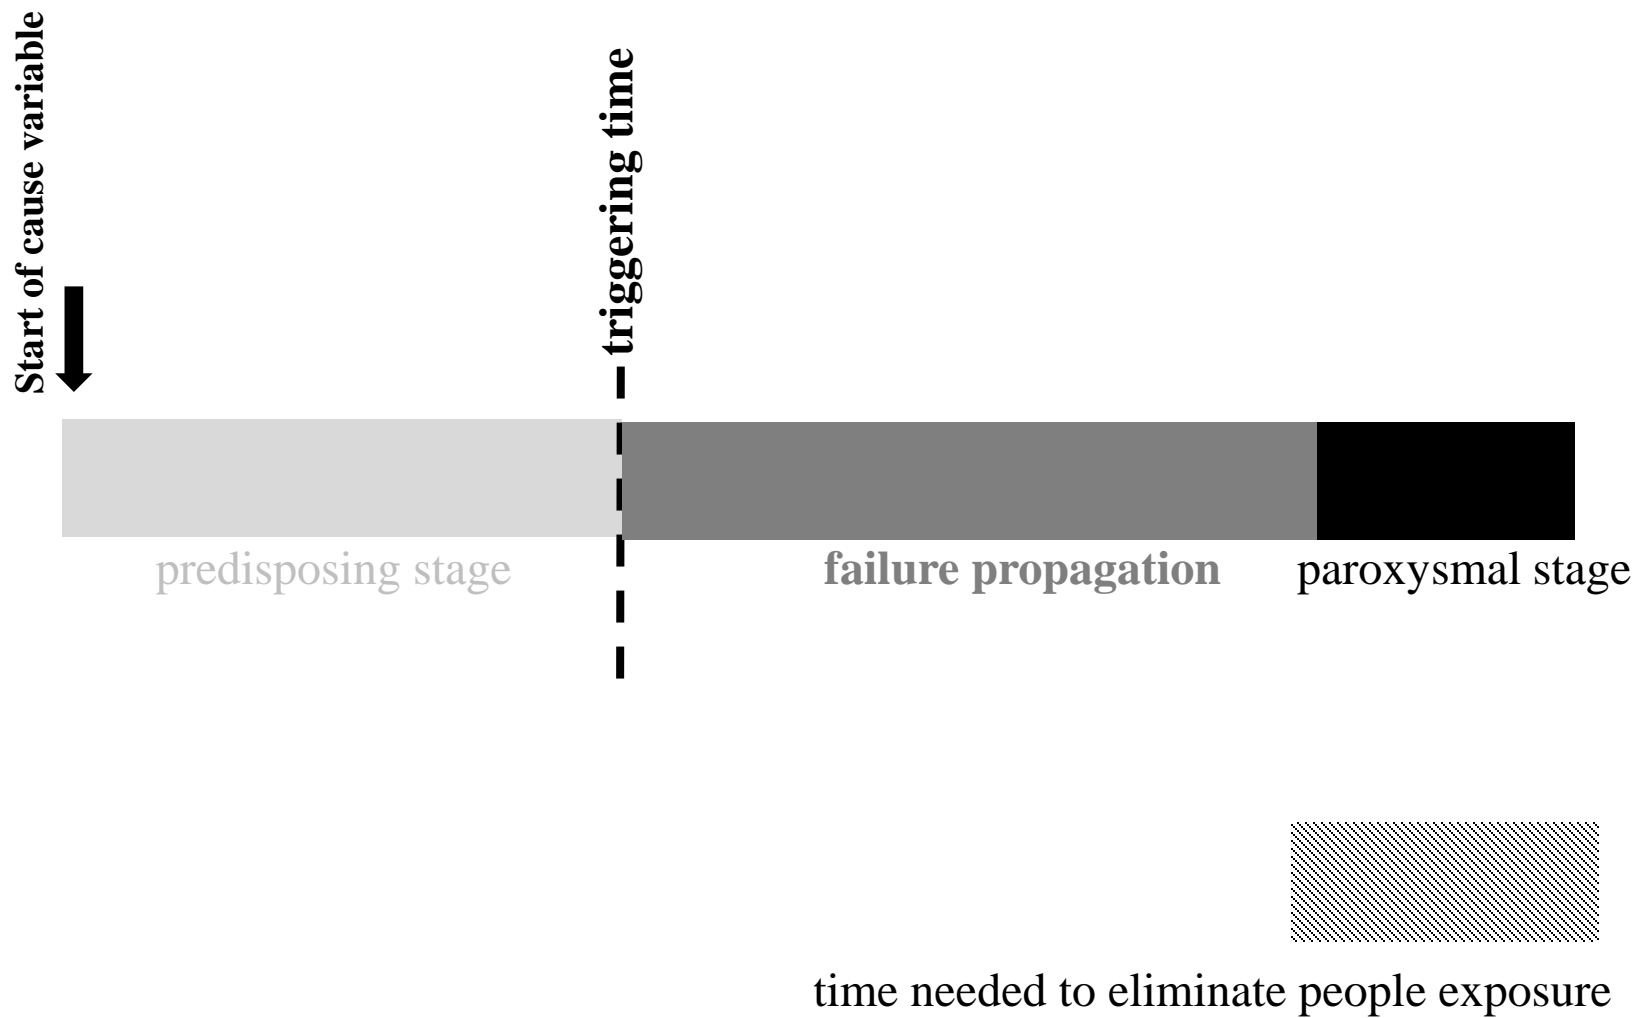 Start of cause variable
triggering time
predisposing stage
failure propagation
paroxysmal stage
time needed to eliminate people exposure